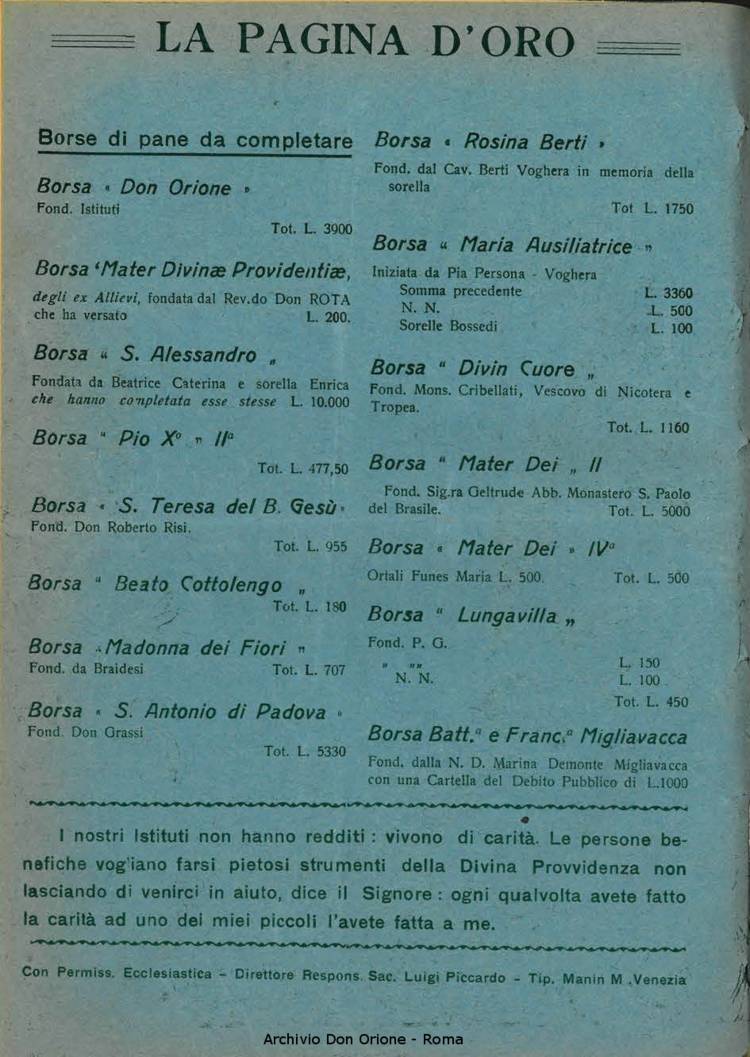 LA PAGINA D'ORO
Borse di pane da completare
Borsa « Don Orione »
Fond. Istituti
Tot. L. 3900
Borsa ‘Mater Divinæ Providentiæ,
degli ex Allievi, fondata dal Rev.do Don ROTA
che ha versato L. 200.
Borsa “ S. Alessandro „
Fondata da Beatrice Caterina e sorella Enrica
che hanno completata esse stesse L. 10.000
Borsa “ Pio Xº „ IIª
Tot. L. 477,50
Borsa « S. Teresa del B. Gesù »
Fond. Don Roberto Risi.
Tot. L. 955
Borsa “ Beato Cottolengo „
Tot. L. 180
Borsa “ Madonna dei Fiori ”
Fond. da Braidesi Tot. L. 707
Borsa « S. Antonio di Padova »
Fond. Don Grassi
Tot. L. 5330
Borsa « Rosina Berti »
Fond. dal Cav. Berti Voghera in memoria della
sorella
Tot L. 1750
Borsa “ Maria Ausiliatrice ”
Iniziata da Pia Persona - Voghera
Somma precedente L. 3360
N. N. L. 500
Sorelle Bossedi L. 100
Borsa “ Divin Cuore „
Fond. Mons. Cribellati, Vescovo di Nicotera e
Tropea.
Tot. L. 1160
Borsa “ Mater Dei „ II
Fond. Sig.ra Geltrude Abb. Monastero S. Paolo
del Brasile. Tot. L. 5000
Borsa « Mater Dei » IVª
Ortali Funes Maria L. 500. Tot. L. 500
Borsa “ Lungavilla „
Fond. P. G.
" "" L. 150
N. N. L. 100
Tot. L. 450
Borsa Batt.ª e Franc.ª Migliavacca
Fond. dalla N. D. Marina Demonte Migliavacca
con una Cartella del Debito Pubblico di L.1000
I nostri Istituti non hanno redditi : vivono di carità. Le persone be-
nefiche vog'iano farsi pietosi strumenti della Divina Provvidenza non
lasciando di venirci in aiuto, dice il Signore : ogni qualvolta avete fatto
la carità ad uno dei miei piccoli l'avete fatta a me.
Con Permiss. Ecclesiastica - Direttore Respons. Sac. Luigi Piccardo - Tip. Manin M .Venezia
Archivio Don Orione - Roma